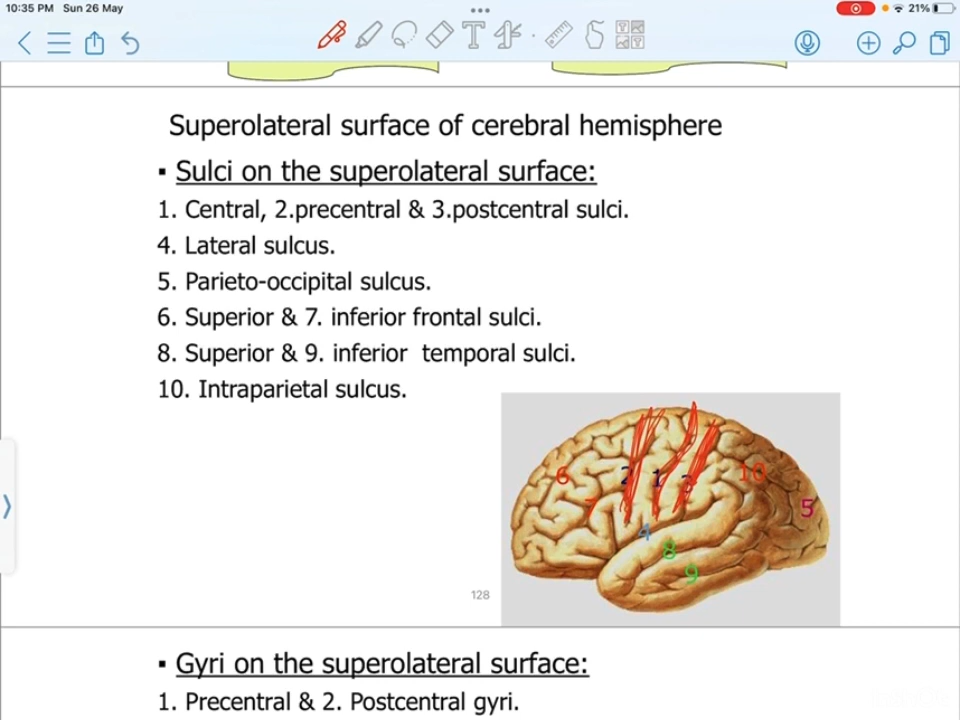 10:35 PM Sun 26 May
21%
Superolateral surface of cerebral hemisphere
▪ Sulci on the superolateral surface:
1. Central, 2.precentral & 3.postcentral sulci.
4. Lateral sulcus.
5. Parieto-occipital sulcus.
6. Superior & 7. inferior frontal sulci.
8. Superior & 9. inferior temporal sulci.
10. Intraparietal sulcus.
6 2 1 3 10
7 5
4
8
9
128
▪ Gyri on the superolateral surface:
1. Precentral & 2. Postcentral gyri.